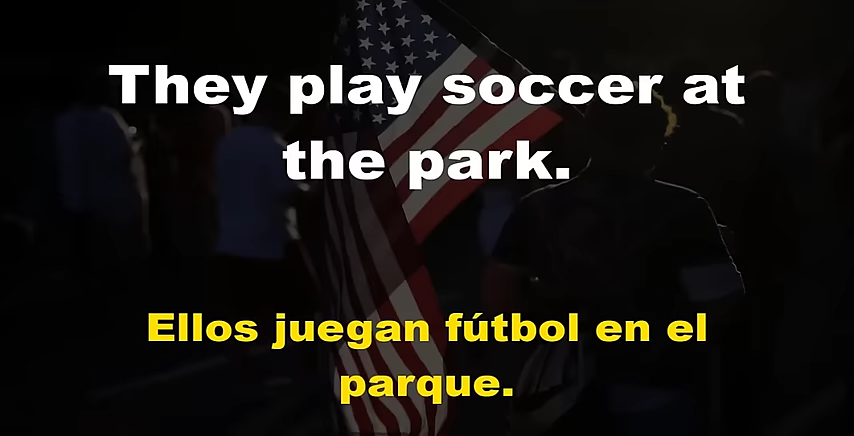 They play soccer at
the park.
Ellos juegan fútbol en el
parque.